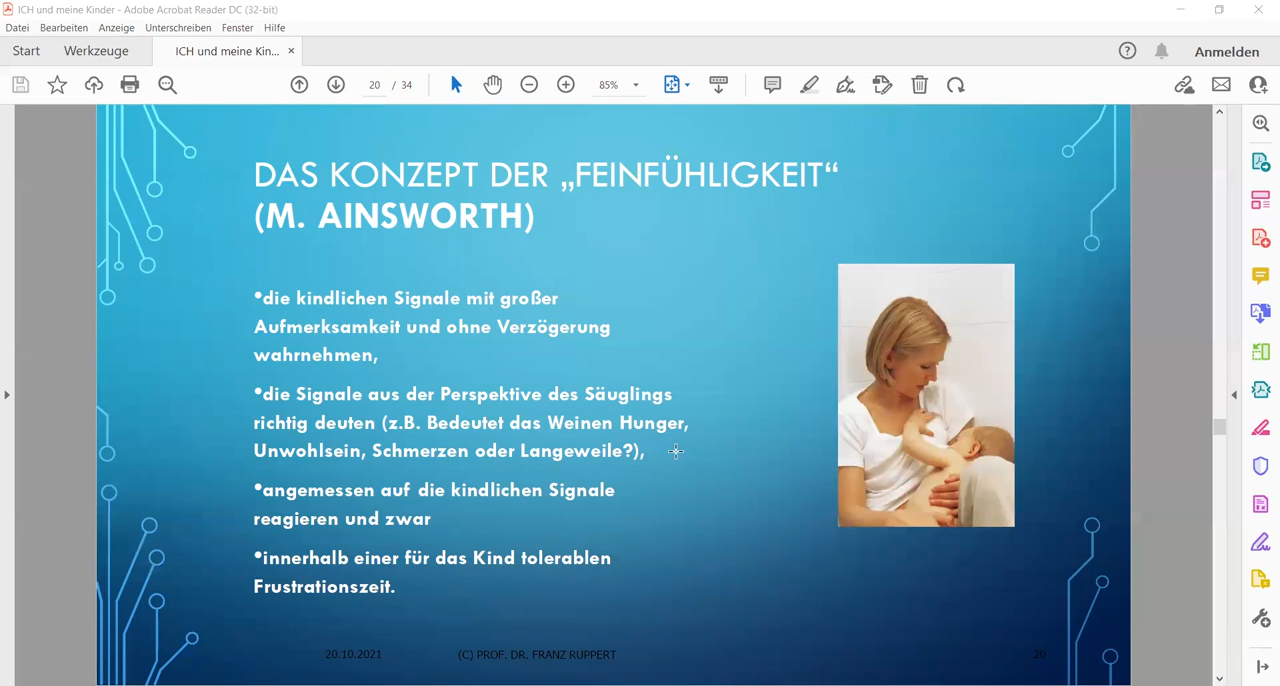 ICH und meine Kinder - Adobe Acrobat Reader DC (32-bit)
Datei Bearbeiten Anzeige Unterschreiben Fenster Hilfe
Start Werkzeuge ICH und meine Kin... × Anmelden
20 / 34 85%
DAS KONZEPT DER „FEINFÜHLIGKEIT“
(M. AINSWORTH)
•die kindlichen Signale mit großer
Aufmerksamkeit und ohne Verzögerung
wahrnehmen,
•die Signale aus der Perspektive des Säuglings
richtig deuten (z.B. Bedeutet das Weinen Hunger,
Unwohlsein, Schmerzen oder Langeweile?),
•angemessen auf die kindlichen Signale
reagieren und zwar
•innerhalb einer für das Kind tolerablen
Frustrationszeit.
20.10.2021 (C) PROF. DR. FRANZ RUPPERT 20